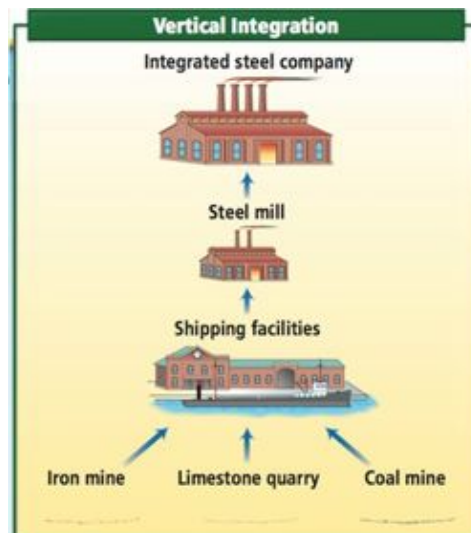 Vertical Integration
Integrated steel company
Steel mill
Shipping facilities
Iron mine
Limestone quarry
Coal mine